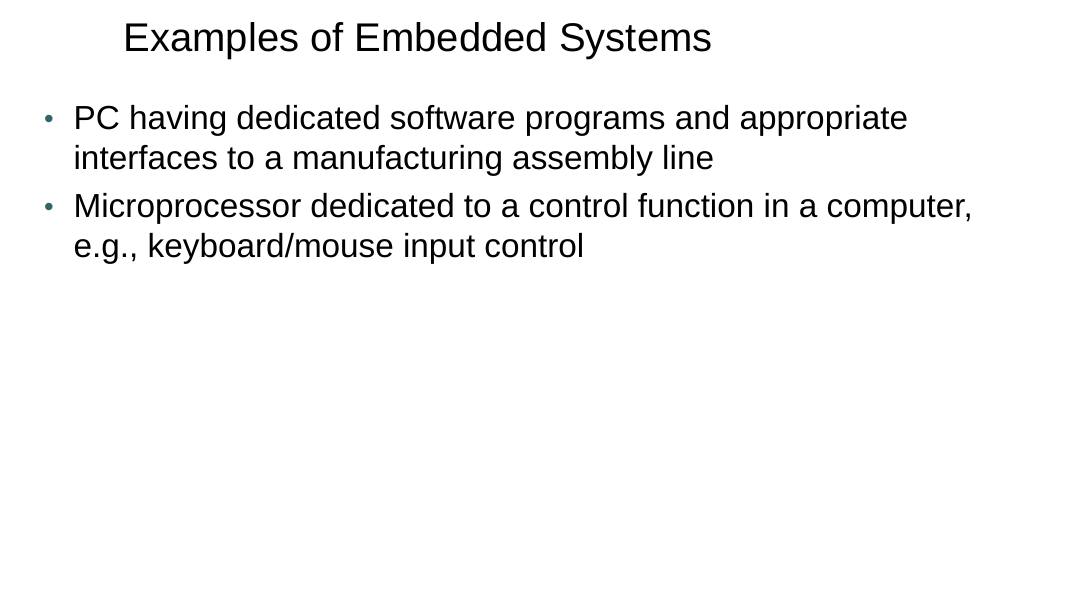 Examples of Embedded Systems
• PC having dedicated software programs and appropriate
interfaces to a manufacturing assembly line
• Microprocessor dedicated to a control function in a computer,
e.g., keyboard/mouse input control